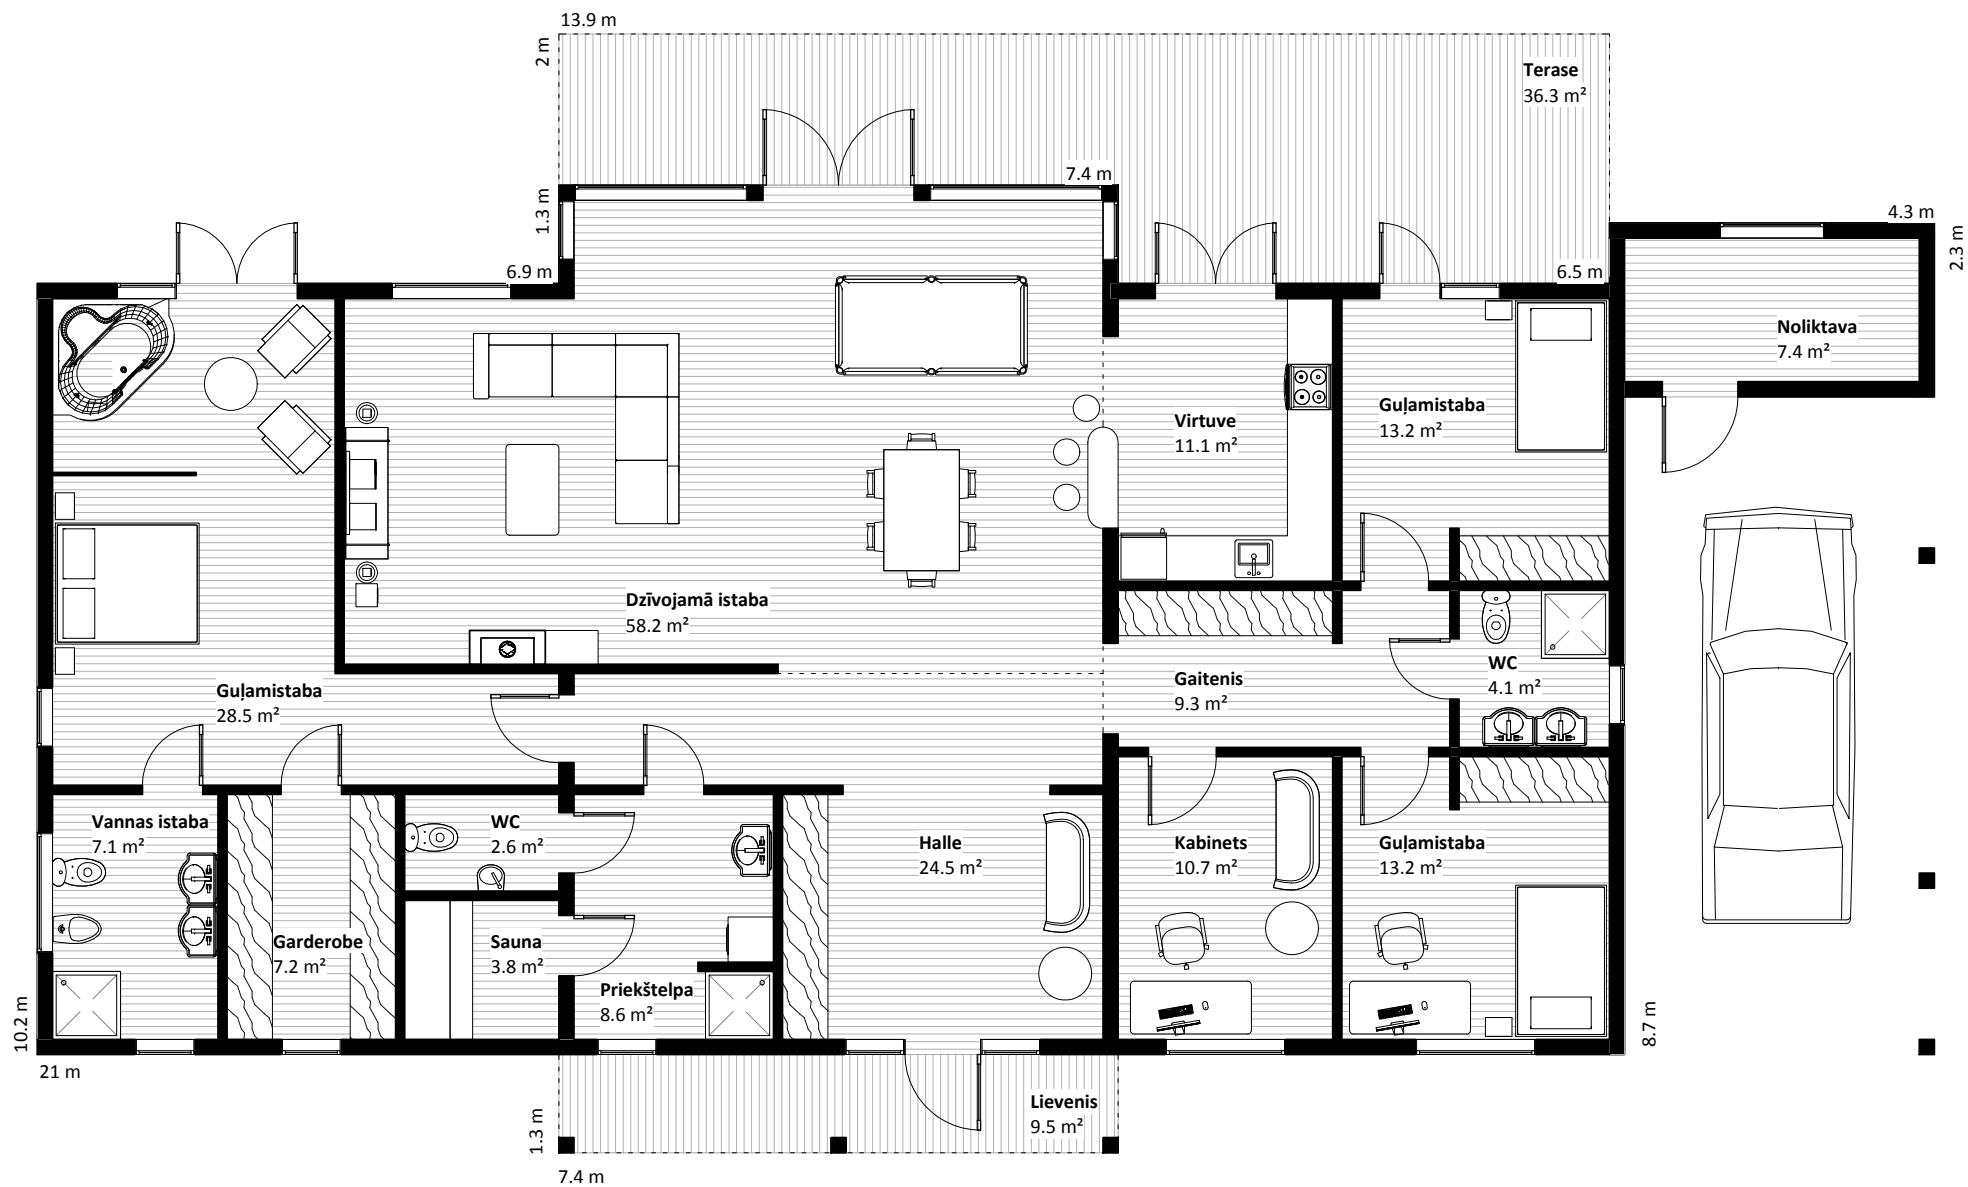 13.9 m
2 m
Terase
36.3 m²
7.4 m
1.3 m
4.3 m
2.3 m
6.9 m
6.5 m
Noliktava
7.4 m²
Virtuve
11.1 m²
Guļamistaba
13.2 m²
Dzīvojamā istaba
58.2 m²
Guļamistaba
28.5 m²
Gaitenis
9.3 m²
WC
4.1 m²
Vannas istaba
7.1 m²
WC
2.6 m²
Halle
24.5 m²
Kabinets
10.7 m²
Guļamistaba
13.2 m²
Garderobe
7.2 m²
Sauna
3.8 m²
Priekštelpa
8.6 m²
10.2 m
8.7 m
21 m
Lievenis
9.5 m²
1.3 m
7.4 m